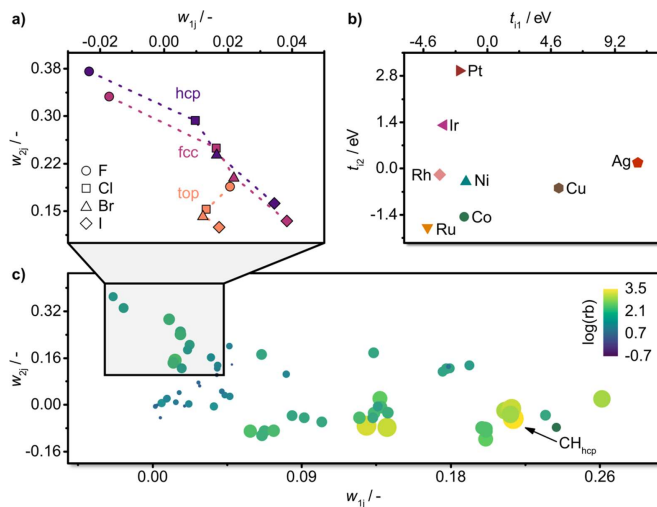 a)
w1j / -
-0.02 0.00 0.02 0.04
0.38
0.30
0.22
0.15
w2j / -
hcp
fcc
top
F
Cl
Br
I
b)
ti1 / eV
-4.6 0.0 4.6 9.2
2.8
1.4
0.0
-1.4
ti2 / eV
Pt
Ir
Rh
Ni
Ag
Cu
Co
Ru
c)
0.32
0.16
0.00
-0.16
w2j / -
3.5
2.1
0.7
-0.7
log(rb)
CHhcp
0.00 0.09 0.18 0.26
w1j / -